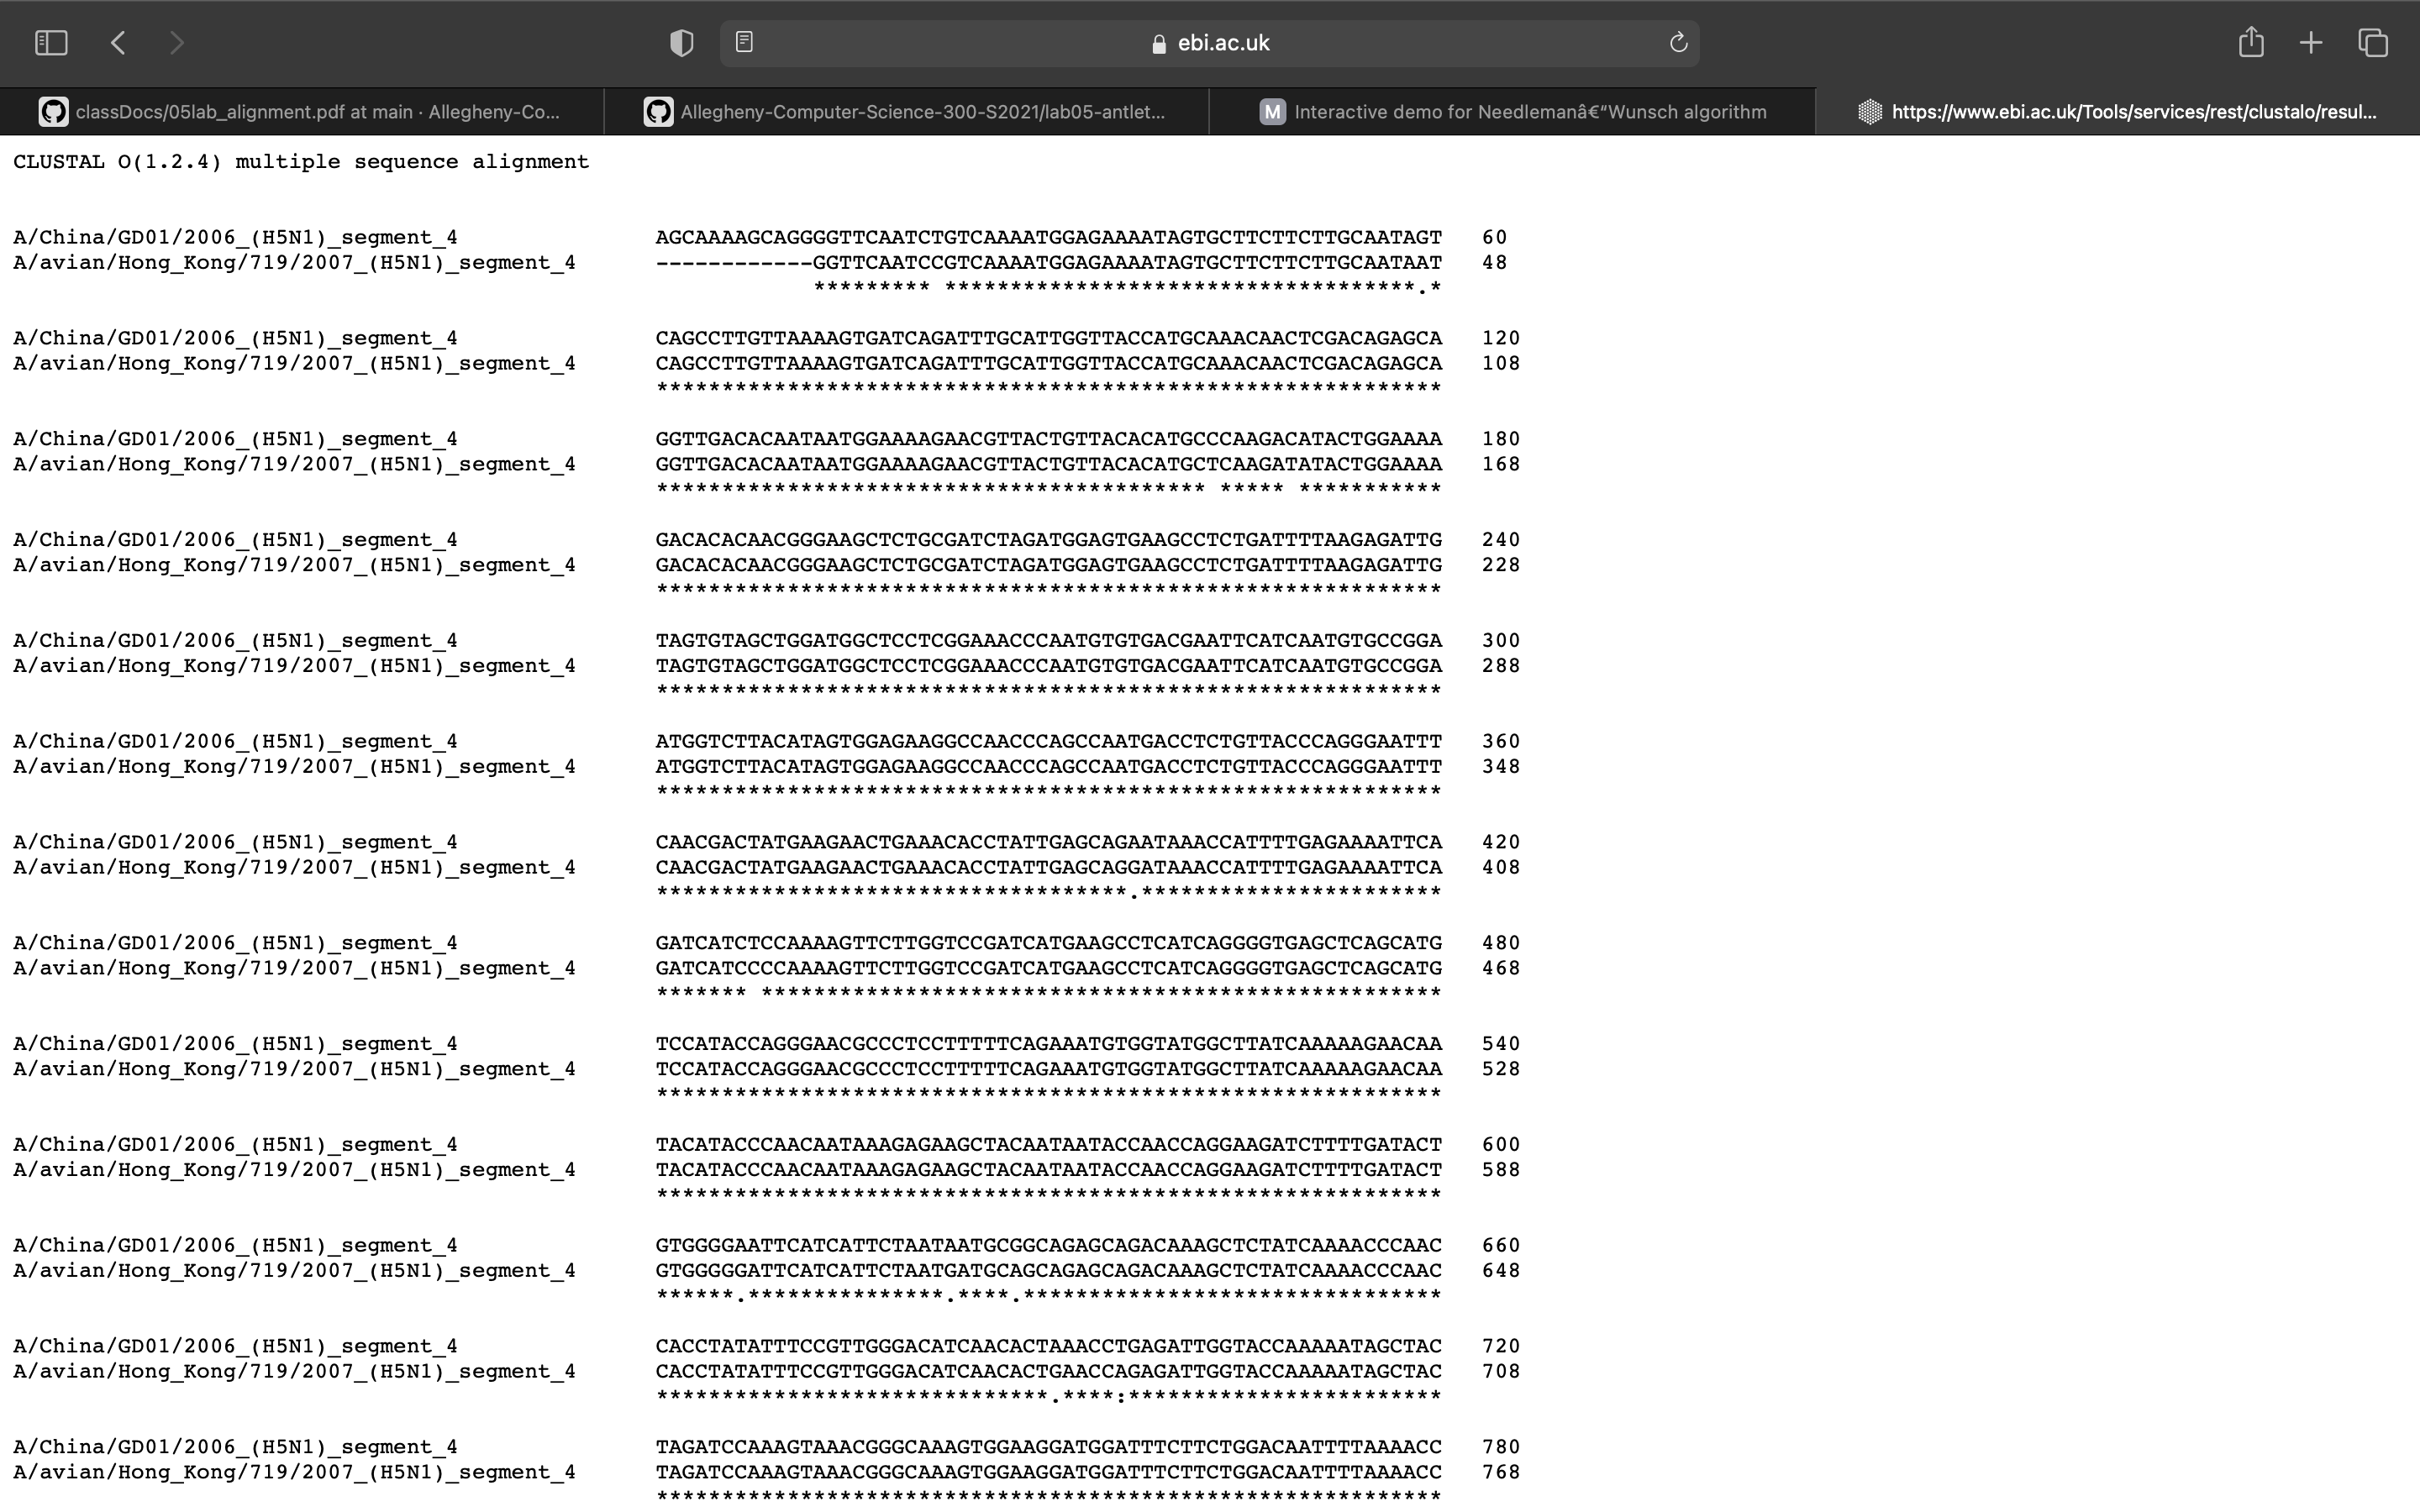 ebi.ac.uk
classDocs/05lab_alignment.pdf at main · Allegheny-Co...
Allegheny-Computer-Science-300-S2021/lab05-antlet...
M Interactive demo for Needlemanâ€“Wunsch algorithm
https://www.ebi.ac.uk/Tools/services/rest/clustalo/resul...
CLUSTAL O(1.2.4) multiple sequence alignment
A/China/GD01/2006_(H5N1)_segment_4 AGCAAAAGCAGGGGTTCAATCTGTCAAAATGGAGAAAATAGTGCTTCTTCTTGCAATAGT 60
A/avian/Hong_Kong/719/2007_(H5N1)_segment_4 ------------GGTTCAATCCGTCAAAATGGAGAAAATAGTGCTTCTTCTTGCAATAAT 48
********* ************************************.*
A/China/GD01/2006_(H5N1)_segment_4 CAGCCTTGTTAAAAGTGATCAGATTTGCATTGGTTACCATGCAAACAACTCGACAGAGCA 120
A/avian/Hong_Kong/719/2007_(H5N1)_segment_4 CAGCCTTGTTAAAAGTGATCAGATTTGCATTGGTTACCATGCAAACAACTCGACAGAGCA 108
************************************************************
A/China/GD01/2006_(H5N1)_segment_4 GGTTGACACAATAATGGAAAAGAACGTTACTGTTACACATGCCCAAGACATACTGGAAAA 180
A/avian/Hong_Kong/719/2007_(H5N1)_segment_4 GGTTGACACAATAATGGAAAAGAACGTTACTGTTACACATGCTCAAGATATACTGGAAAA 168
****************************************** ***** ***********
A/China/GD01/2006_(H5N1)_segment_4 GACACACAACGGGAAGCTCTGCGATCTAGATGGAGTGAAGCCTCTGATTTTAAGAGATTG 240
A/avian/Hong_Kong/719/2007_(H5N1)_segment_4 GACACACAACGGGAAGCTCTGCGATCTAGATGGAGTGAAGCCTCTGATTTTAAGAGATTG 228
************************************************************
A/China/GD01/2006_(H5N1)_segment_4 TAGTGTAGCTGGATGGCTCCTCGGAAACCCAATGTGTGACGAATTCATCAATGTGCCGGA 300
A/avian/Hong_Kong/719/2007_(H5N1)_segment_4 TAGTGTAGCTGGATGGCTCCTCGGAAACCCAATGTGTGACGAATTCATCAATGTGCCGGA 288
************************************************************
A/China/GD01/2006_(H5N1)_segment_4 ATGGTCTTACATAGTGGAGAAGGCCAACCCAGCCAATGACCTCTGTTACCCAGGGAATTT 360
A/avian/Hong_Kong/719/2007_(H5N1)_segment_4 ATGGTCTTACATAGTGGAGAAGGCCAACCCAGCCAATGACCTCTGTTACCCAGGGAATTT 348
************************************************************
A/China/GD01/2006_(H5N1)_segment_4 CAACGACTATGAAGAACTGAAACACCTATTGAGCAGAATAAACCATTTTGAGAAAATTCA 420
A/avian/Hong_Kong/719/2007_(H5N1)_segment_4 CAACGACTATGAAGAACTGAAACACCTATTGAGCAGGATAAACCATTTTGAGAAAATTCA 408
************************************.***********************
A/China/GD01/2006_(H5N1)_segment_4 GATCATCTCCAAAAGTTCTTGGTCCGATCATGAAGCCTCATCAGGGGTGAGCTCAGCATG 480
A/avian/Hong_Kong/719/2007_(H5N1)_segment_4 GATCATCCCCAAAAGTTCTTGGTCCGATCATGAAGCCTCATCAGGGGTGAGCTCAGCATG 468
******* ****************************************************
A/China/GD01/2006_(H5N1)_segment_4 TCCATACCAGGGAACGCCCTCCTTTTTCAGAAATGTGGTATGGCTTATCAAAAAGAACAA 540
A/avian/Hong_Kong/719/2007_(H5N1)_segment_4 TCCATACCAGGGAACGCCCTCCTTTTTCAGAAATGTGGTATGGCTTATCAAAAAGAACAA 528
************************************************************
A/China/GD01/2006_(H5N1)_segment_4 TACATACCCAACAATAAAGAGAAGCTACAATAATACCAACCAGGAAGATCTTTTGATACT 600
A/avian/Hong_Kong/719/2007_(H5N1)_segment_4 TACATACCCAACAATAAAGAGAAGCTACAATAATACCAACCAGGAAGATCTTTTGATACT 588
************************************************************
A/China/GD01/2006_(H5N1)_segment_4 GTGGGGAATTCATCATTCTAATAATGCGGCAGAGCAGACAAAGCTCTATCAAAACCCAAC 660
A/avian/Hong_Kong/719/2007_(H5N1)_segment_4 GTGGGGGATTCATCATTCTAATGATGCAGCAGAGCAGACAAAGCTCTATCAAAACCCAAC 648
******.***************.****.********************************
A/China/GD01/2006_(H5N1)_segment_4 CACCTATATTTCCGTTGGGACATCAACACTAAACCTGAGATTGGTACCAAAAATAGCTAC 720
A/avian/Hong_Kong/719/2007_(H5N1)_segment_4 CACCTATATTTCCGTTGGGACATCAACACTGAACCAGAGATTGGTACCAAAAATAGCTAC 708
******************************.****:************************
A/China/GD01/2006_(H5N1)_segment_4 TAGATCCAAAGTAAACGGGCAAAGTGGAAGGATGGATTTCTTCTGGACAATTTTAAAACC 780
A/avian/Hong_Kong/719/2007_(H5N1)_segment_4 TAGATCCAAAGTAAACGGGCAAAGTGGAAGGATGGATTTCTTCTGGACAATTTTAAAACC 768
************************************************************